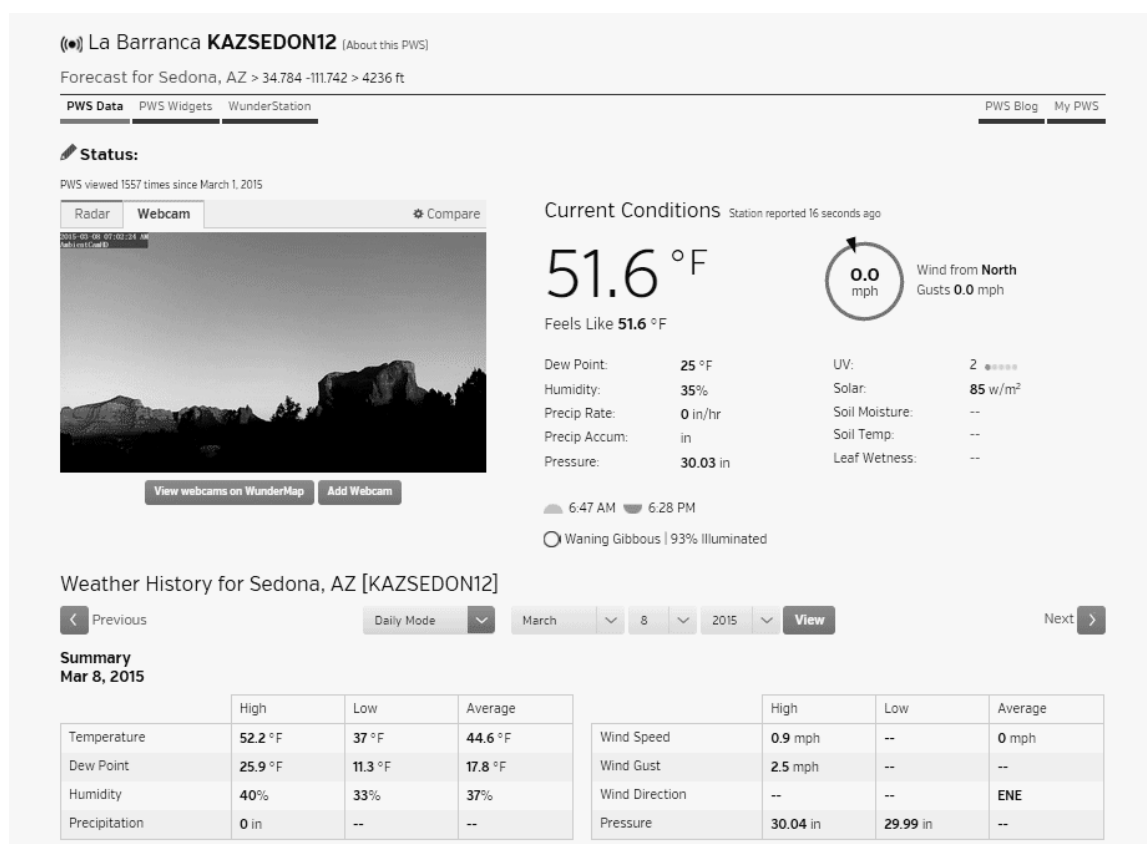 La Barranca KAZSEDON12 (About this PWS)
Forecast for Sedona, AZ > 34.784 -111.742 > 4236 ft
PWS Data PWS Widgets WunderStation PWS Blog My PWS
Status:
PWS viewed 1557 times since March 1, 2015
Radar Webcam Compare
2015-03-08 07:02:24 AM
AmbientCamHD
View webcams on WunderMap Add Webcam
Current Conditions Station reported 16 seconds ago
51.6 °F
Feels Like 51.6 °F
0.0
mph
Wind from North
Gusts 0.0 mph
Dew Point: 25 °F
Humidity: 35%
Precip Rate: 0 in/hr
Precip Accum: in
Pressure: 30.03 in
UV: 2
Solar: 85 w/m²
Soil Moisture: --
Soil Temp: --
Leaf Wetness: --
6:47 AM 6:28 PM
Waning Gibbous | 93% Illuminated
Weather History for Sedona, AZ [KAZSEDON12]
Previous Daily Mode March 8 2015 View Next
Summary
Mar 8, 2015
High Low Average
Temperature 52.2 °F 37 °F 44.6 °F
Dew Point 25.9 °F 11.3 °F 17.8 °F
Humidity 40% 33% 37%
Precipitation 0 in -- --
High Low Average
Wind Speed 0.9 mph -- 0 mph
Wind Gust 2.5 mph -- --
Wind Direction -- -- ENE
Pressure 30.04 in 29.99 in --